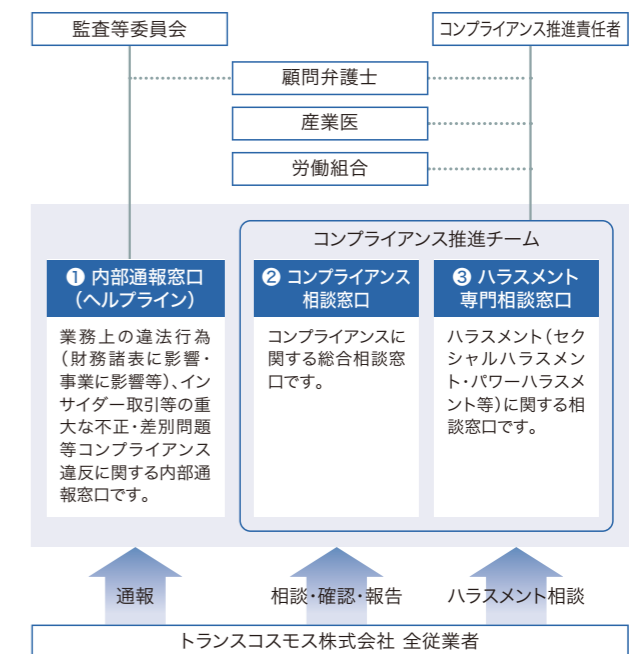 監査等委員会
コンプライアンス推進責任者
顧問弁護士
産業医
労働組合
コンプライアンス推進チーム
❶ 内部通報窓口
（ヘルプライン）
業務上の違法行為
（財務諸表に影響・
事業に影響等）、イン
サイダー取引等の重
大な不正・差別問題
等コンプライアンス
違反に関する内部通
報窓口です。
❷ コンプライアンス
相談窓口
コンプライアンスに
関する総合相談窓
口です。
❸ ハラスメント
専門相談窓口
ハラスメント（セク
シャルハラスメン
ト・パワーハラスメ
ント等）に関する相
談窓口です。
通報
相談・確認・報告
ハラスメント相談
トランスコスモス株式会社 全従業者